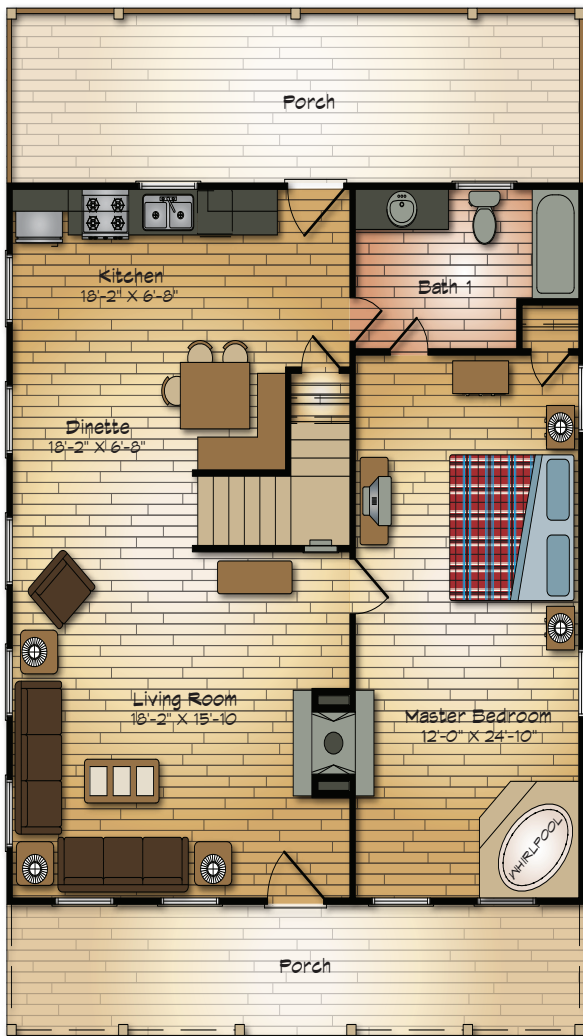 Porch
Kitchen
18'-2" X 6'-8"
Bath 1
Dinette
18'-2" X 6'-8"
Living Room
18'-2" X 15'-10
Master Bedroom
12'-0" X 24'-10"
WHIRLPOOL
Porch